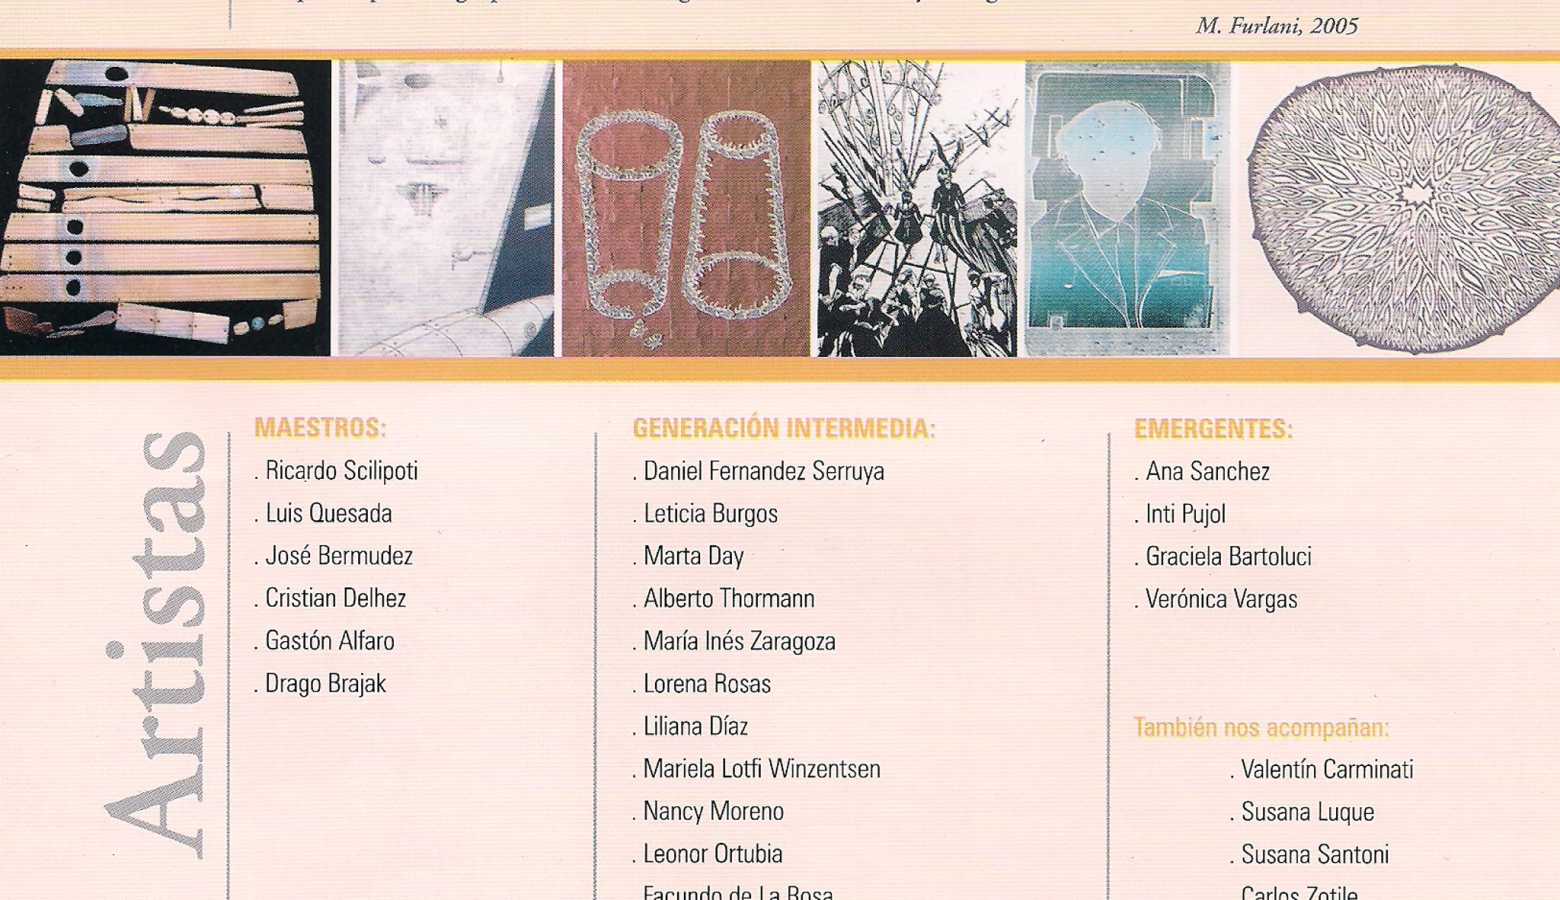 M. Furlani, 2005
Artistas
MAESTROS:
. Ricardo Scilipoti
. Luis Quesada
. José Bermudez
. Cristian Delhez
. Gastón Alfaro
. Drago Brajak
GENERACIÓN INTERMEDIA:
. Daniel Fernandez Serruya
. Leticia Burgos
. Marta Day
. Alberto Thormann
. María Inés Zaragoza
. Lorena Rosas
. Liliana Díaz
. Mariela Lotfi Winzentsen
. Nancy Moreno
. Leonor Ortubia
. Facundo de La Rosa
EMERGENTES:
. Ana Sanchez
. Inti Pujol
. Graciela Bartoluci
. Verónica Vargas
También nos acompañan:
. Valentín Carminati
. Susana Luque
. Susana Santoni
. Carlos Zotile